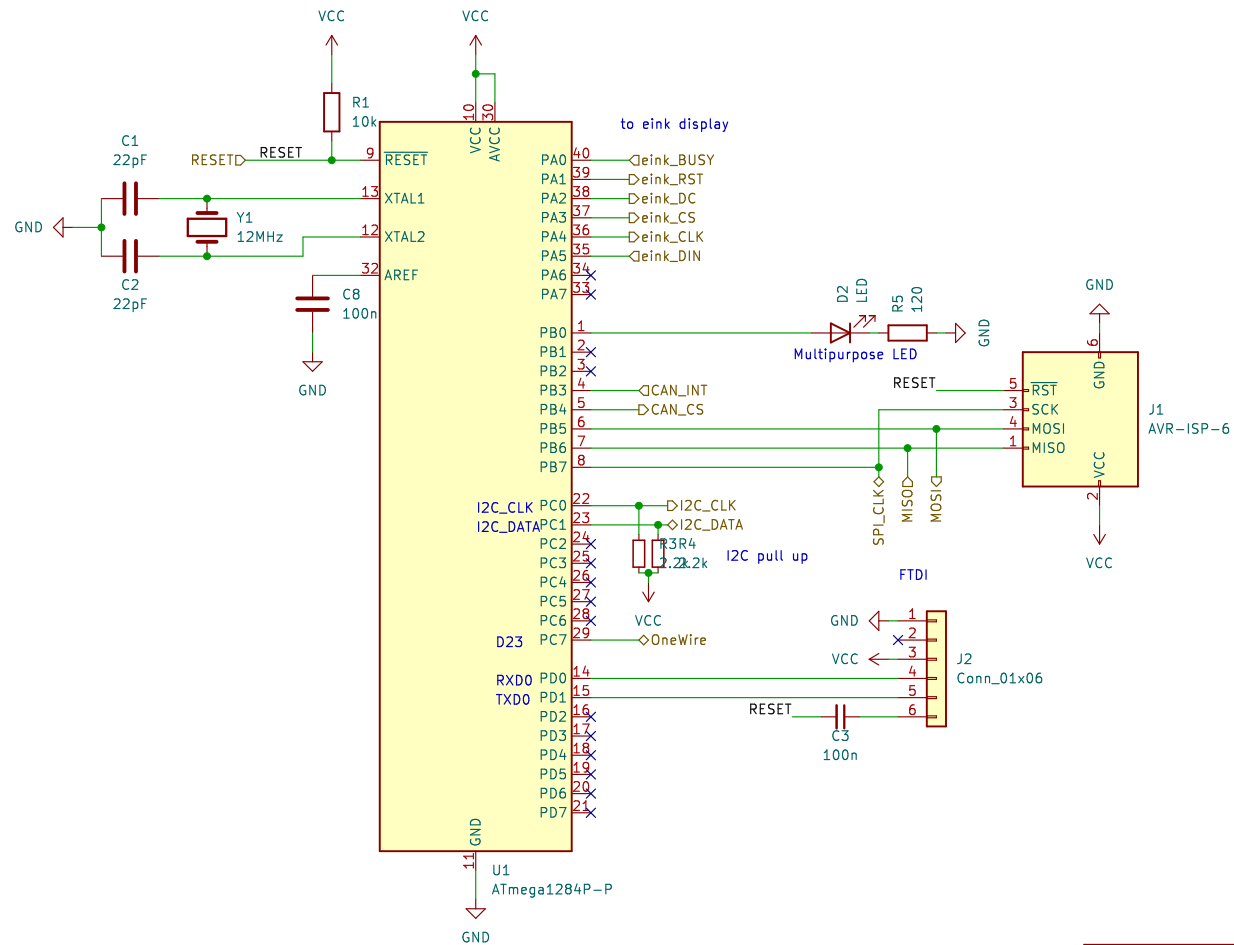 VCC
VCC
R1
10k
10
30
VCC
AVCC
to eink display
C1
22pF
RESET
RESET
9
RESET
13
XTAL1
GND
Y1
12MHz
12
XTAL2
C2
22pF
32
AREF
C8
100n
GND
PA0
40
eink_BUSY
PA1
39
eink_RST
PA2
38
eink_DC
PA3
37
eink_CS
PA4
36
eink_CLK
PA5
35
eink_DIN
PA6
34
PA7
33
PB0
1
D2
LED
R5
120
GND
Multipurpose LED
PB1
2
PB2
3
PB3
4
CAN_INT
PB4
5
CAN_CS
PB5
6
PB6
7
PB7
8
GND
6
GND
RESET
5
RST
3
SCK
4
MOSI
1
MISO
J1
AVR-ISP-6
VCC
2
VCC
SPI_CLK
MISO
MOSI
I2C_CLK
PC0
22
I2C_CLK
I2C_DATA
PC1
23
I2C_DATA
PC2
24
R3
R4
2.2k
2.2k
I2C pull up
PC3
25
PC4
26
PC5
27
PC6
28
VCC
D23
PC7
29
OneWire
FTDI
GND
1
2
VCC
3
J2
Conn_01x06
RXD0
PD0
14
4
TXD0
PD1
15
5
PD2
16
RESET
6
C3
100n
PD3
17
PD4
18
PD5
19
PD6
20
PD7
21
GND
11
U1
ATmega1284P-P
GND